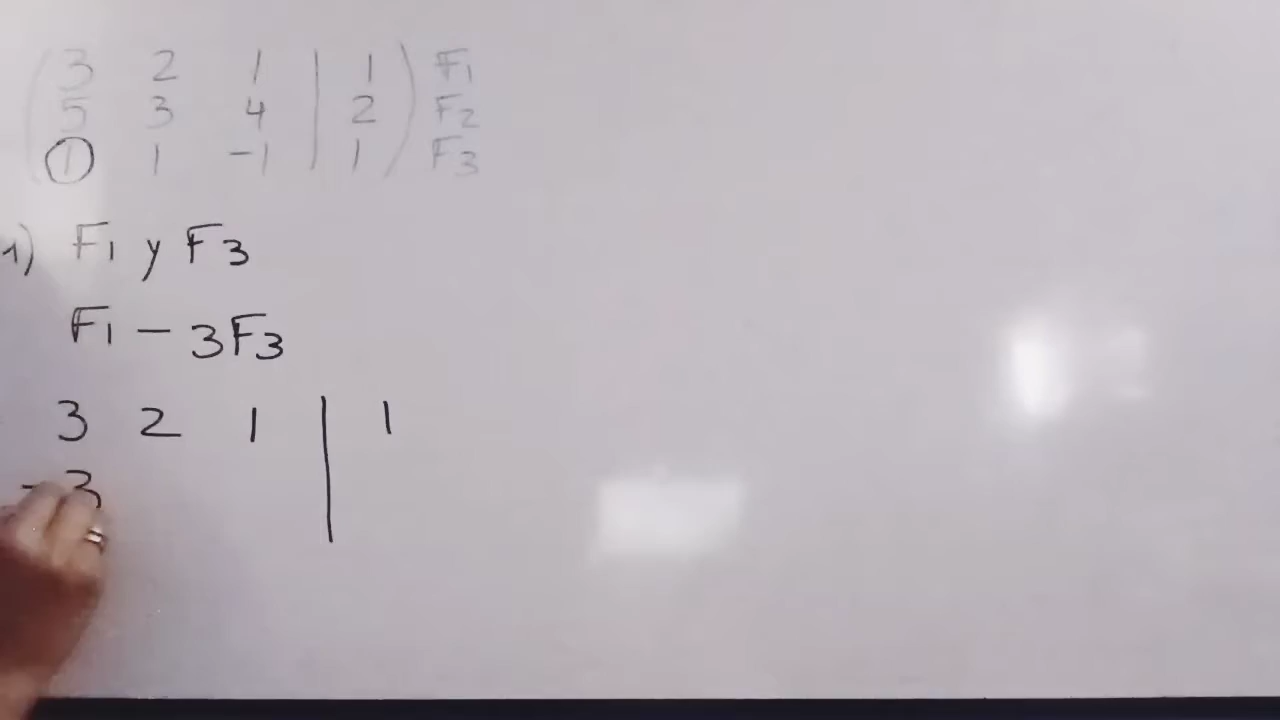 3 2 1 | 1 F1
5 3 4 | 2 F2
1 1 -1 | 1 F3
1) F1 y F3
F1 - 3F3
3 2 1 | 1
-3